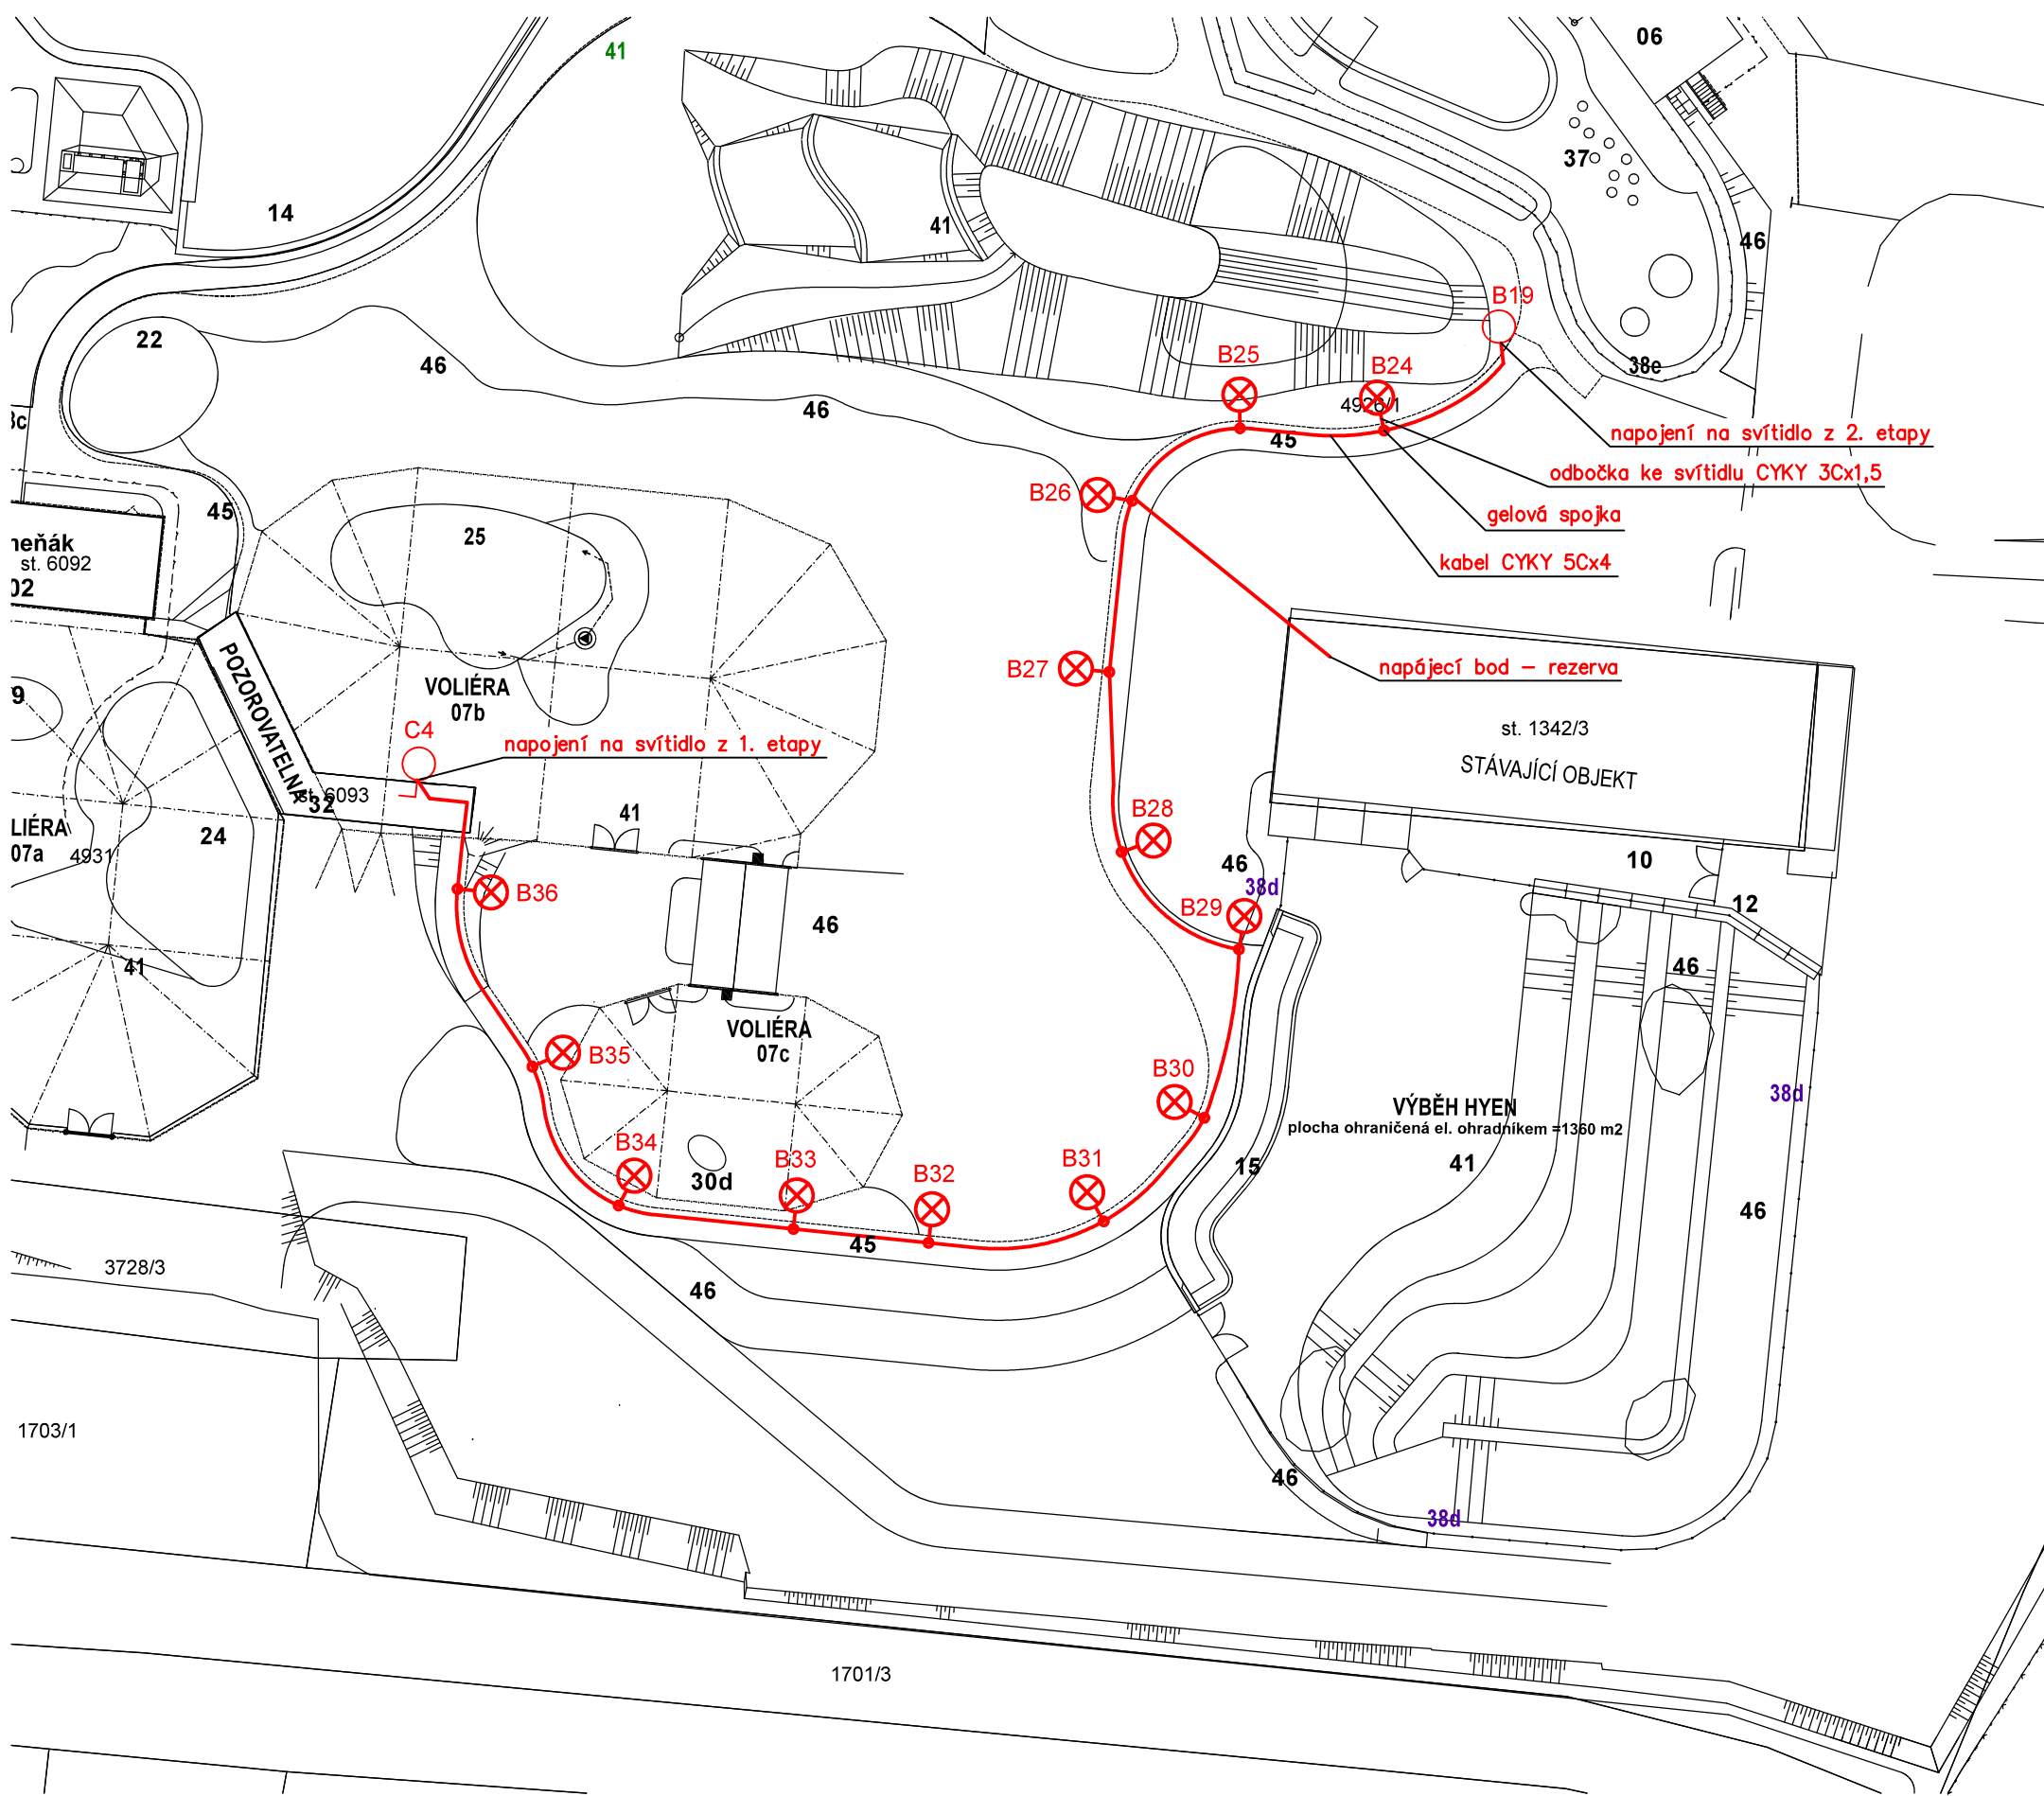 41
06
37
14
41
46
B19
22
38e
46
B25
B24
46
4926/1
napojení na svítidlo z 2. etapy
45
odbočka ke svítidlu CYKY 3Cx1,5
B26
45
gelová spojka
25
neňák
st. 6092
kabel CYKY 5Cx4
02
B27
napájecí bod – rezerva
POZOROVATELNA
VOLIÉRA
07b
9
C4
napojení na svítidlo z 1. etapy
st. 1342/3
STÁVAJÍCÍ OBJEKT
st. 6093
32
41
B28
LIÉRA
07a
4931
24
46
10
38d
B36
B29
12
46
41
46
VOLIÉRA
07c
B35
B30
38d
VÝBĚH HYEN
plocha ohraničená el. ohradníkem =1360 m2
B34
B33
B31
B32
30d
15
41
46
45
3728/3
46
1703/1
46
38d
1701/3